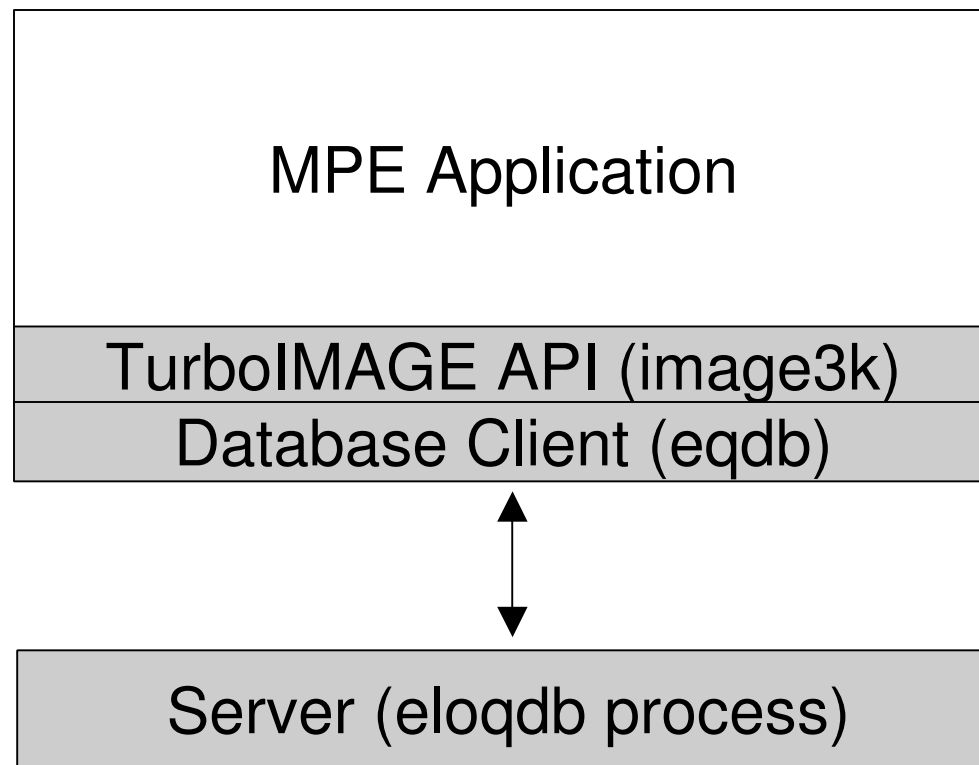 MPE Application
TurboIMAGE API (image3k)
Database Client (eqdb)
Server (eloqdb process)